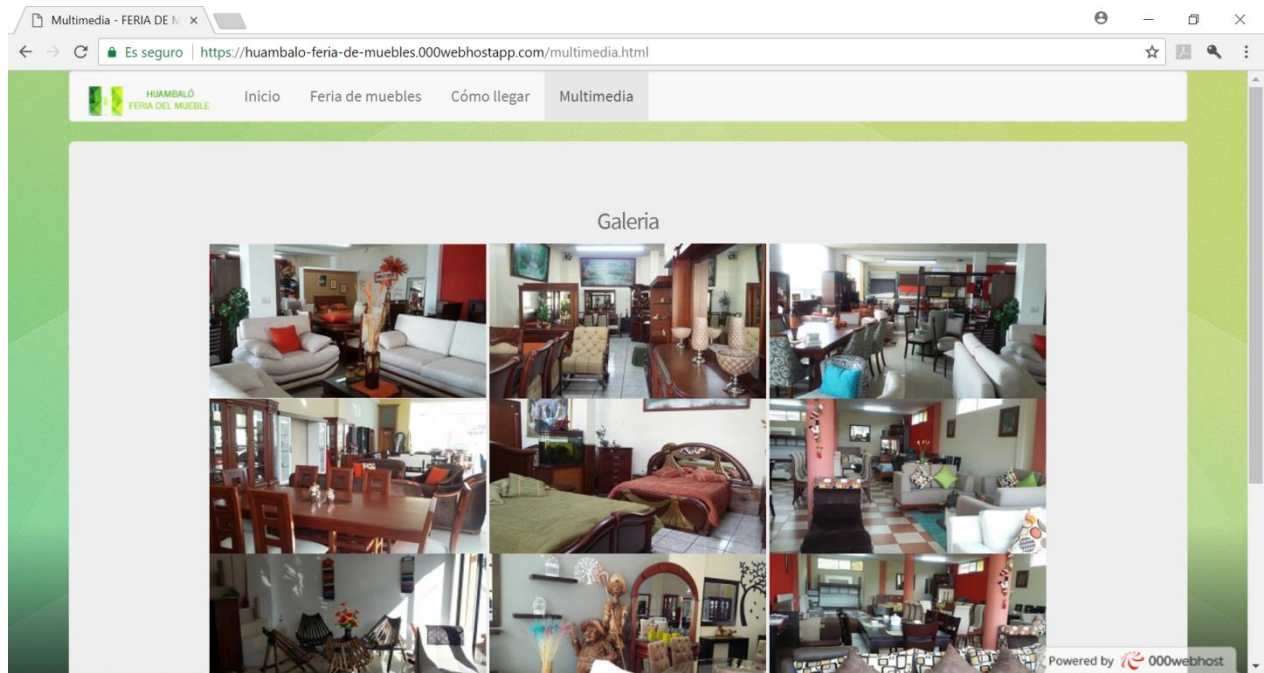 Multimedia - FERIA DE M
Es seguro | https://huambalo-feria-de-muebles.000webhostapp.com/multimedia.html
HUAMBALÓ
FERIA DEL MUEBLE
Inicio Feria de muebles Cómo llegar Multimedia
Galeria
Powered by 000webhost